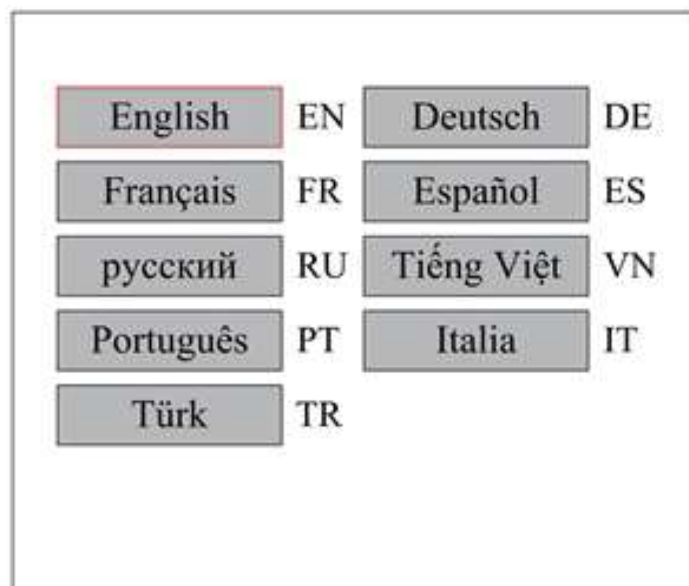 English EN Deutsch DE
Français FR Español ES
русский RU Tiếng Việt VN
Português PT Italia IT
Türk TR